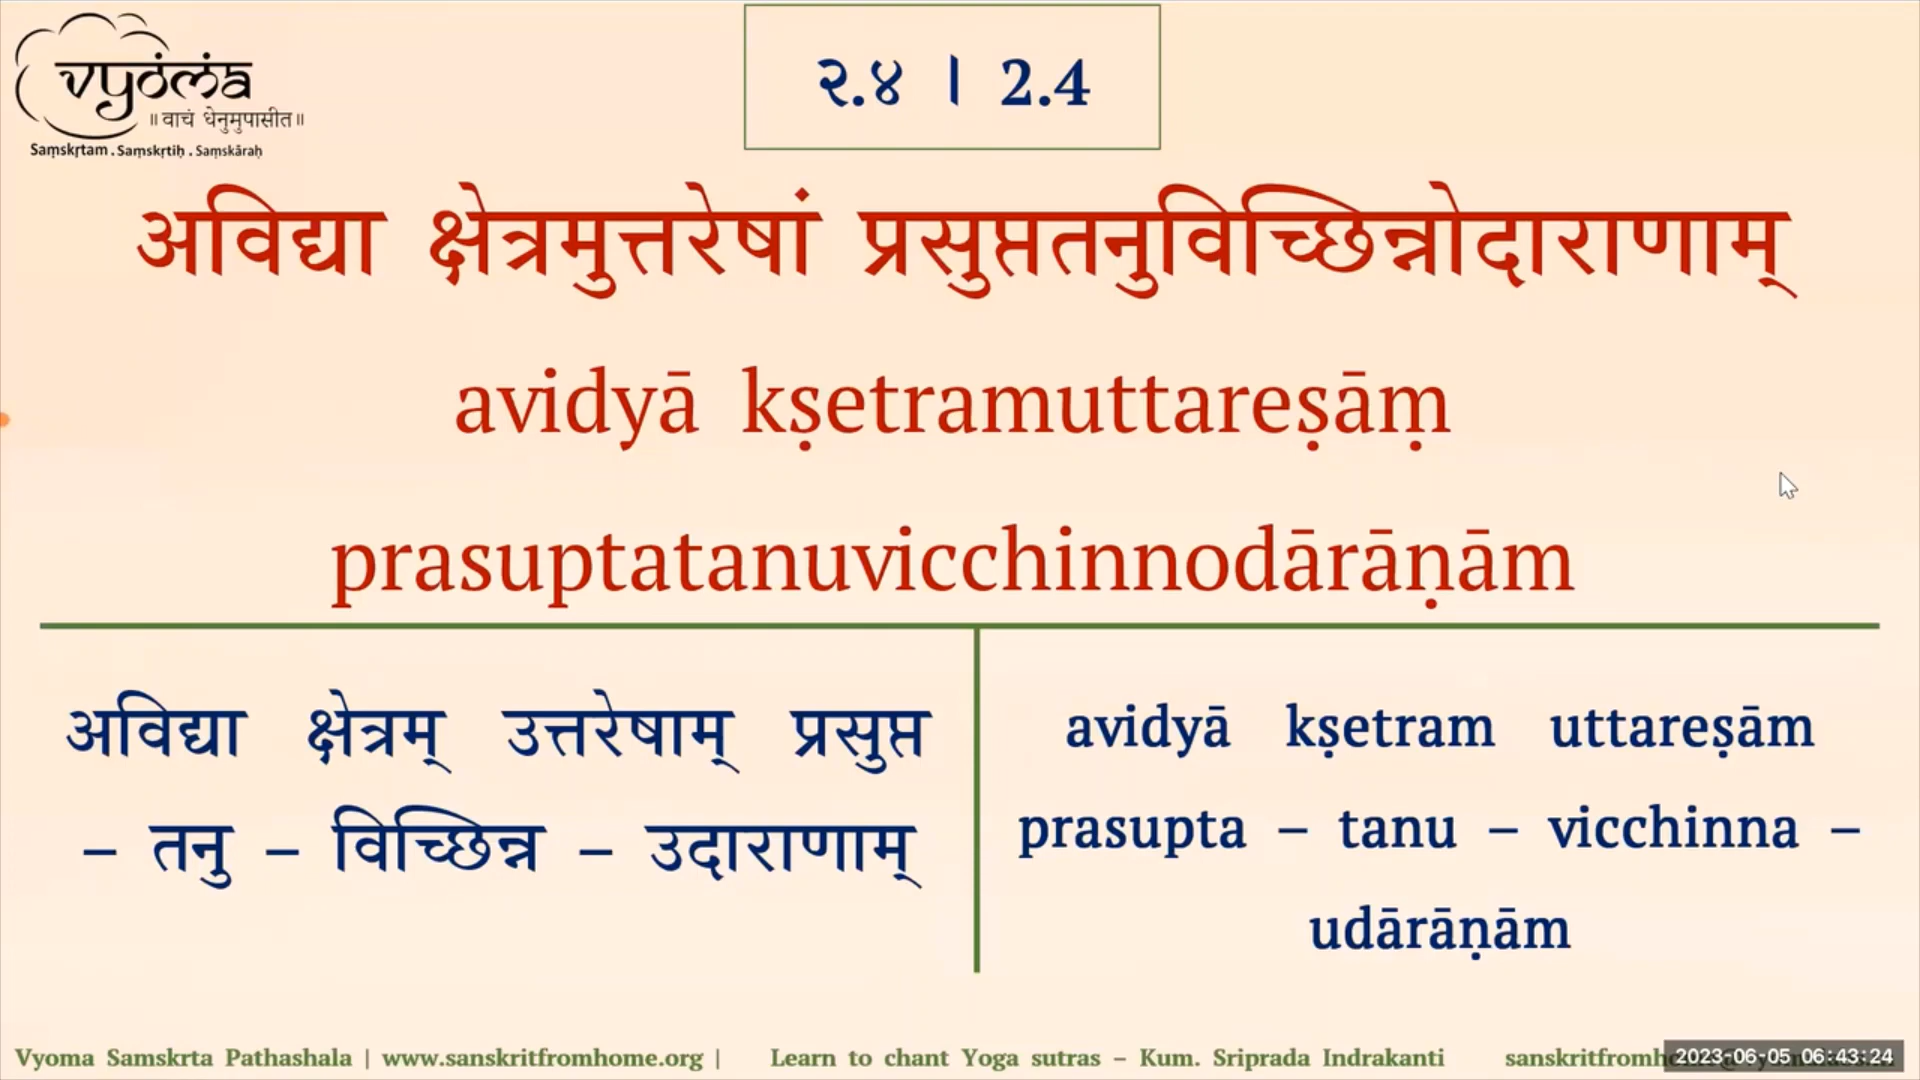 vyoma
॥वाचं धेनुमुपासीत॥
Saṃskṛtam . Saṃskṛtiḥ . Saṃskāraḥ
२.४ । 2.4
अविद्या क्षेत्रमुत्तरेषां प्रसुप्ततनुविच्छिन्नोदाराणाम्
avidyā kṣetramuttareṣāṃ
prasuptatanuvicchinnodārāṇām
अविद्या क्षेत्रम् उत्तरेषाम् प्रसुप्त
– तनु – विच्छिन्न – उदाराणाम्
avidyā kṣetram uttareṣām
prasupta – tanu – vicchinna –
udārāṇām
Vyoma Samskrta Pathashala | www.sanskritfromhome.org | Learn to chant Yoga sutras – Kum. Sriprada Indrakanti
2023-06-05 06:43:24